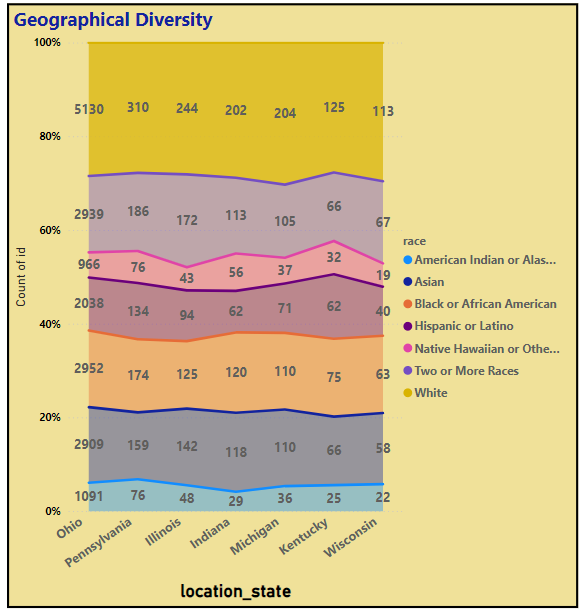 Geographical Diversity
100%
80%
60%
40%
20%
0%
Count of id
5130 310 244 202 204 125 113
2939 186 172 113 105 66 67
966 76 43 56 37 32 19
2038 134 94 62 71 62 40
2952 174 125 120 110 75 63
2909 159 142 118 110 66 58
1091 76 48 29 36 25 22
Ohio
Pennsylvania
Illinois
Indiana
Michigan
Kentucky
Wisconsin
location_state
race
American Indian or Alas...
Asian
Black or African American
Hispanic or Latino
Native Hawaiian or Othe...
Two or More Races
White